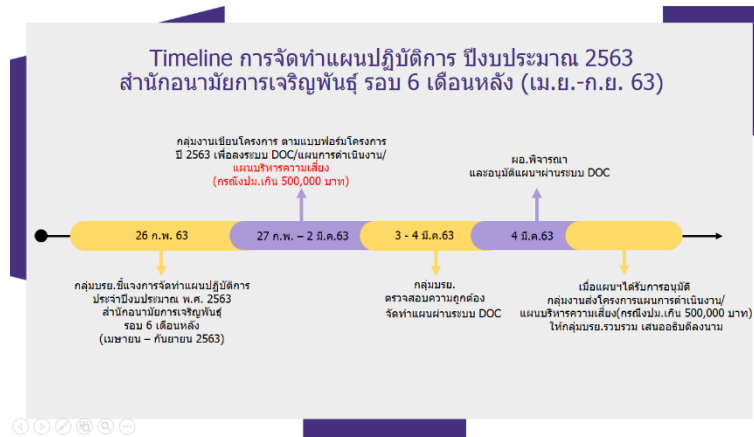 Timeline การจัดทำแผนปฏิบัติการ ปีงบประมาณ 2563
สำนักอนามัยการเจริญพันธุ์ รอบ 6 เดือนหลัง (เม.ย.-ก.ย. 63)
กลุ่มงานเขียนโครงการ ตามแบบฟอร์มโครงการ
ปี 2563 เพื่อลงระบบ DOC/แผนการดำเนินงาน/
แผนบริหารความเสี่ยง
(กรณีงปม.เกิน 500,000 บาท)
ผอ.พิจารณา
และอนุมัติแผนฯผ่านระบบ DOC
26 ก.พ. 63
27 ก.พ. – 2 มี.ค.63
3 - 4 มี.ค.63
4 มี.ค.63
กลุ่มบรย.ชี้แจงการจัดทำแผนปฏิบัติการ
ประจำปีงบประมาณ พ.ศ. 2563
สำนักอนามัยการเจริญพันธุ์
รอบ 6 เดือนหลัง
(เมษายน – กันยายน 2563)
กลุ่มบรย.
ตรวจสอบความถูกต้อง
จัดทำแผนผ่านระบบ DOC
เมื่อแผนฯได้รับการอนุมัติ
กลุ่มงานส่งโครงการแผนการดำเนินงาน/
แผนบริหารความเสี่ยง(กรณีงปม.เกิน 500,000 บาท)
ให้กลุ่มบรย.รวบรวม เสนออธิบดีลงนาม